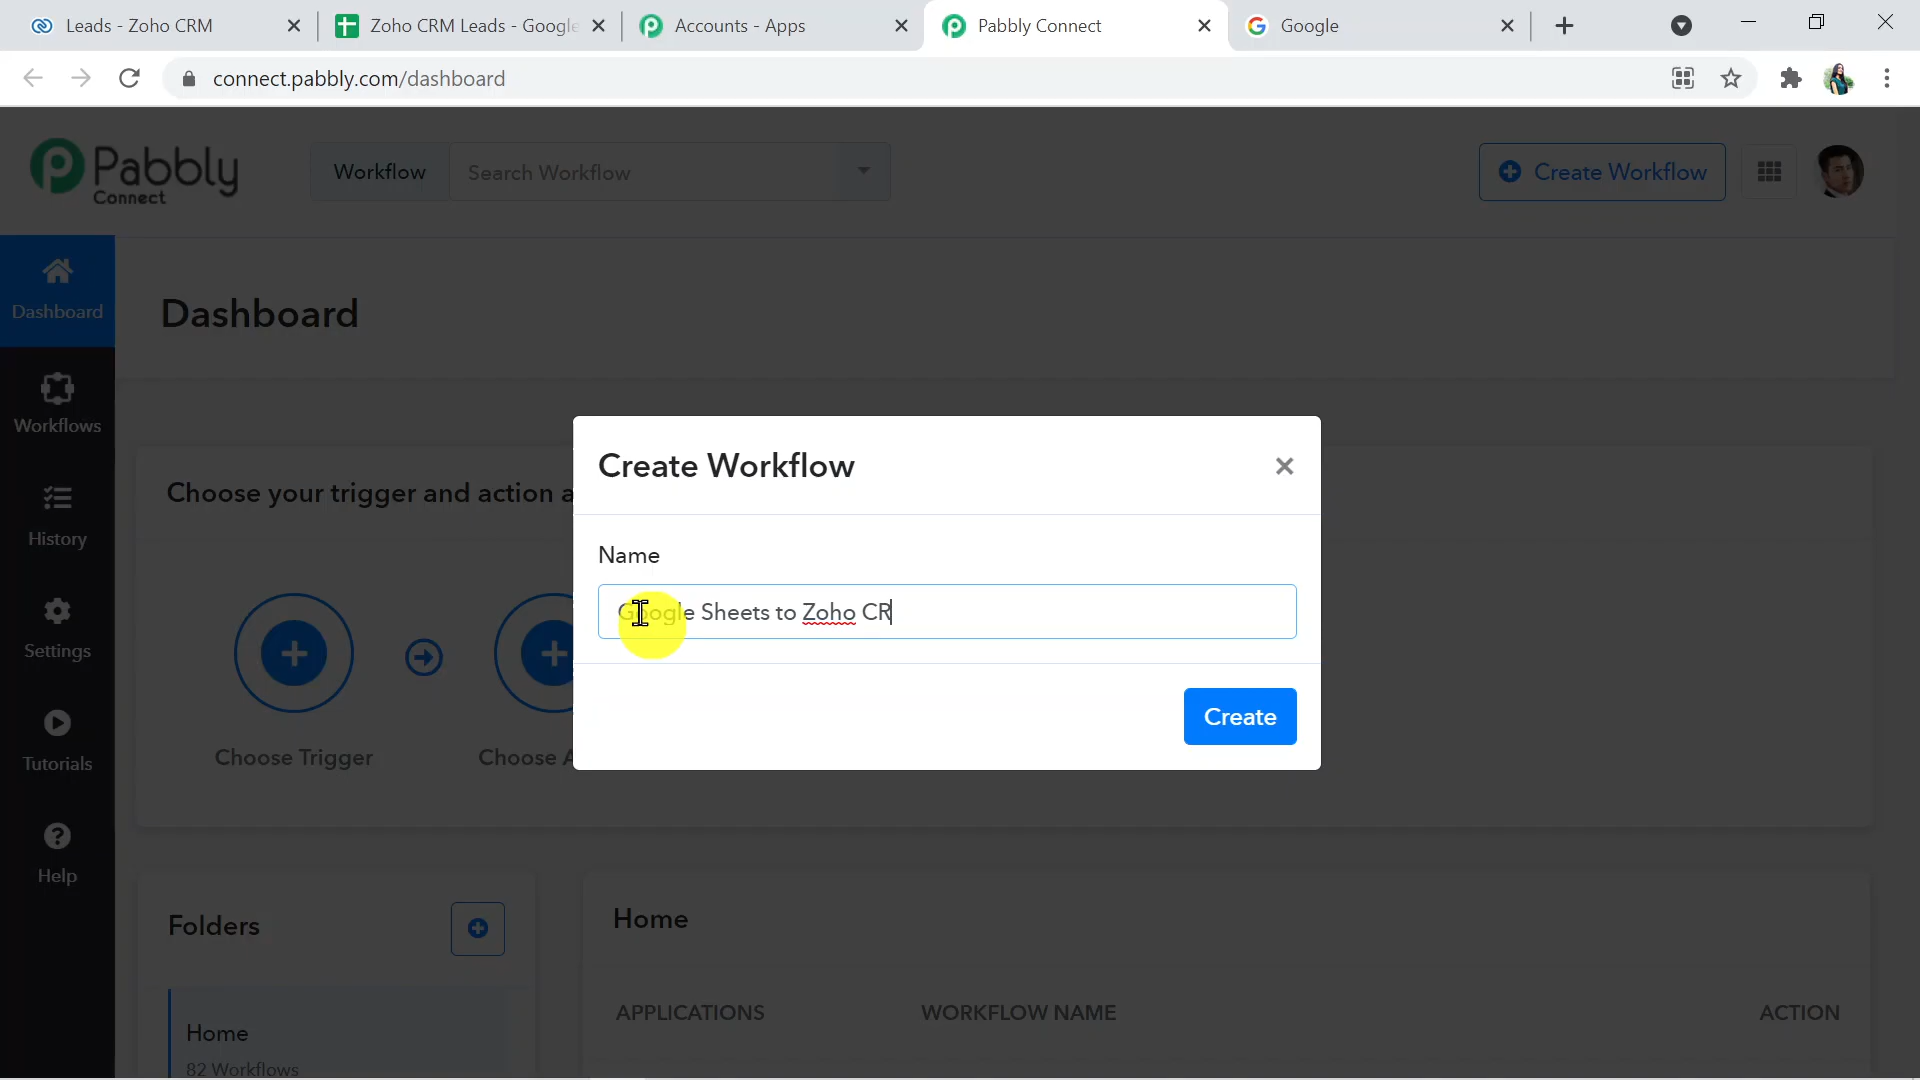 Leads - Zoho CRM
Zoho CRM Leads - Google
Accounts - Apps
Pabbly Connect
Google
connect.pabbly.com/dashboard
Pabbly
Connect
Workflow
Search Workflow
Create Workflow
Dashboard
Dashboard
Workflows
History
Settings
Tutorials
Help
Choose your trigger and action a
Choose Trigger
Choose A
Create Workflow
Name
Google Sheets to Zoho CR
Create
Folders
Home
82 Workflows
Home
APPLICATIONS
WORKFLOW NAME
ACTION